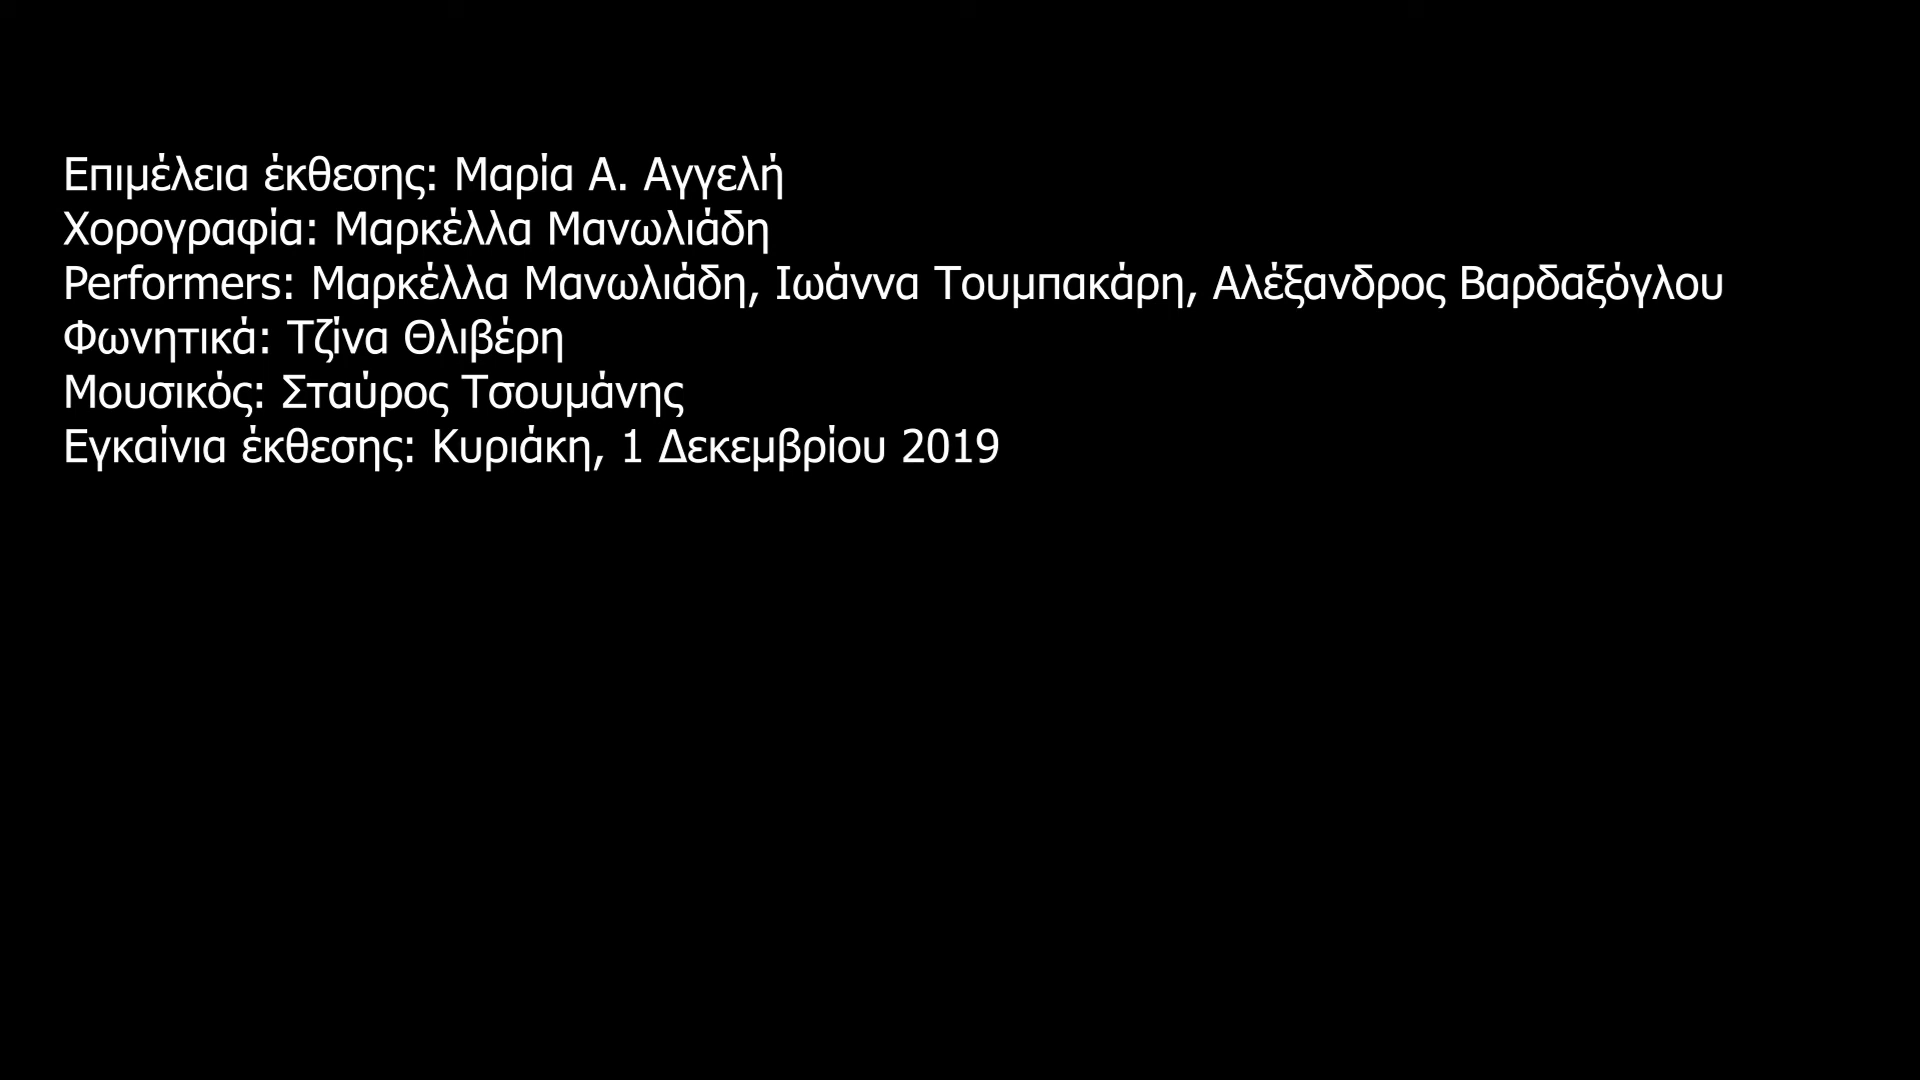 Επιμέλεια έκθεσης: Μαρία Α. Αγγελή
Χορογραφία: Μαρκέλλα Μανωλιάδη
Performers: Μαρκέλλα Μανωλιάδη, Ιωάννα Τουμπακάρη, Αλέξανδρος Βαρδαξόγλου
Φωνητικά: Τζίνα Θλιβέρη
Μουσικός: Σταύρος Τσουμάνης
Εγκαίνια έκθεσης: Κυριάκη, 1 Δεκεμβρίου 2019